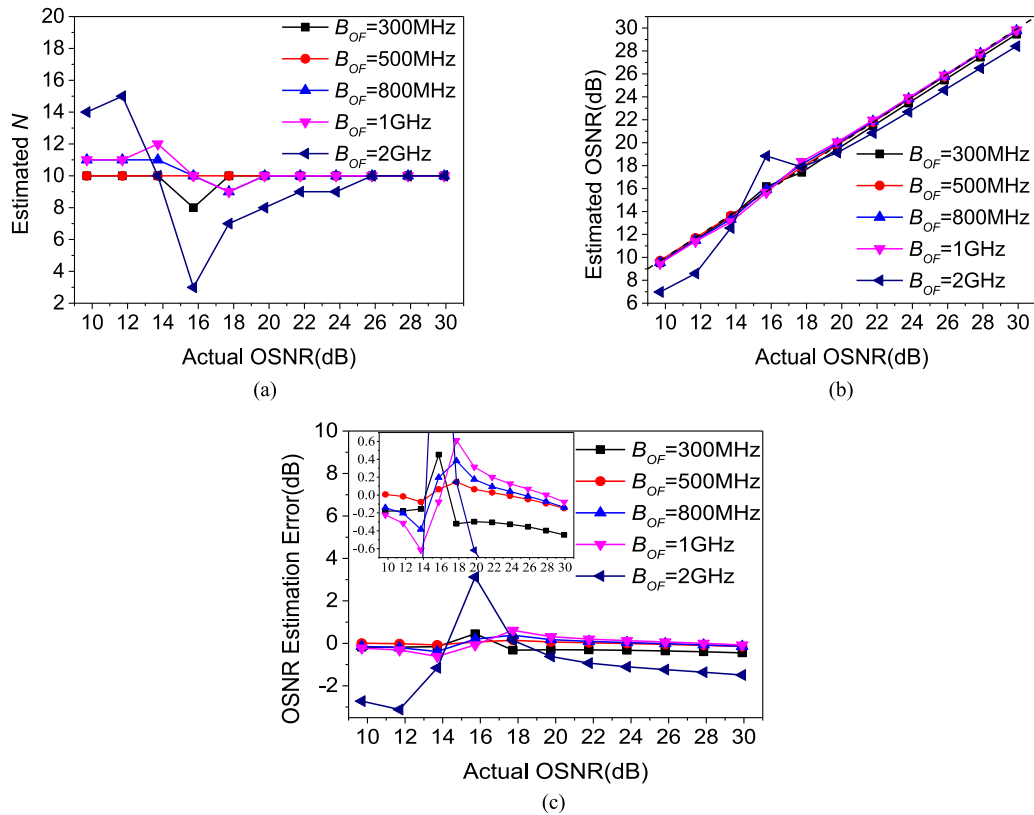 20
18
16
14
12
10
8
6
4
2
Estimated N
B_OF=300MHz
B_OF=500MHz
B_OF=800MHz
B_OF=1GHz
B_OF=2GHz
10 12 14 16 18 20 22 24 26 28 30
Actual OSNR(dB)
(a)
30
28
26
24
22
20
18
16
14
12
10
8
6
Estimated OSNR(dB)
B_OF=300MHz
B_OF=500MHz
B_OF=800MHz
B_OF=1GHz
B_OF=2GHz
10 12 14 16 18 20 22 24 26 28 30
Actual OSNR(dB)
(b)
10
8
6
4
2
0
-2
OSNR Estimation Error(dB)
0.6
0.4
0.2
0.0
-0.2
-0.4
-0.6
10 12 14 16 18 20 22 24 26 28 30
B_OF=300MHz
B_OF=500MHz
B_OF=800MHz
B_OF=1GHz
B_OF=2GHz
10 12 14 16 18 20 22 24 26 28 30
Actual OSNR(dB)
(c)